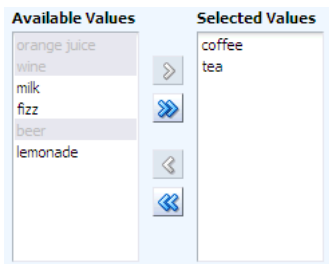 Available Values
orange juice
wine
milk
fizz
beer
lemonade
Selected Values
coffee
tea